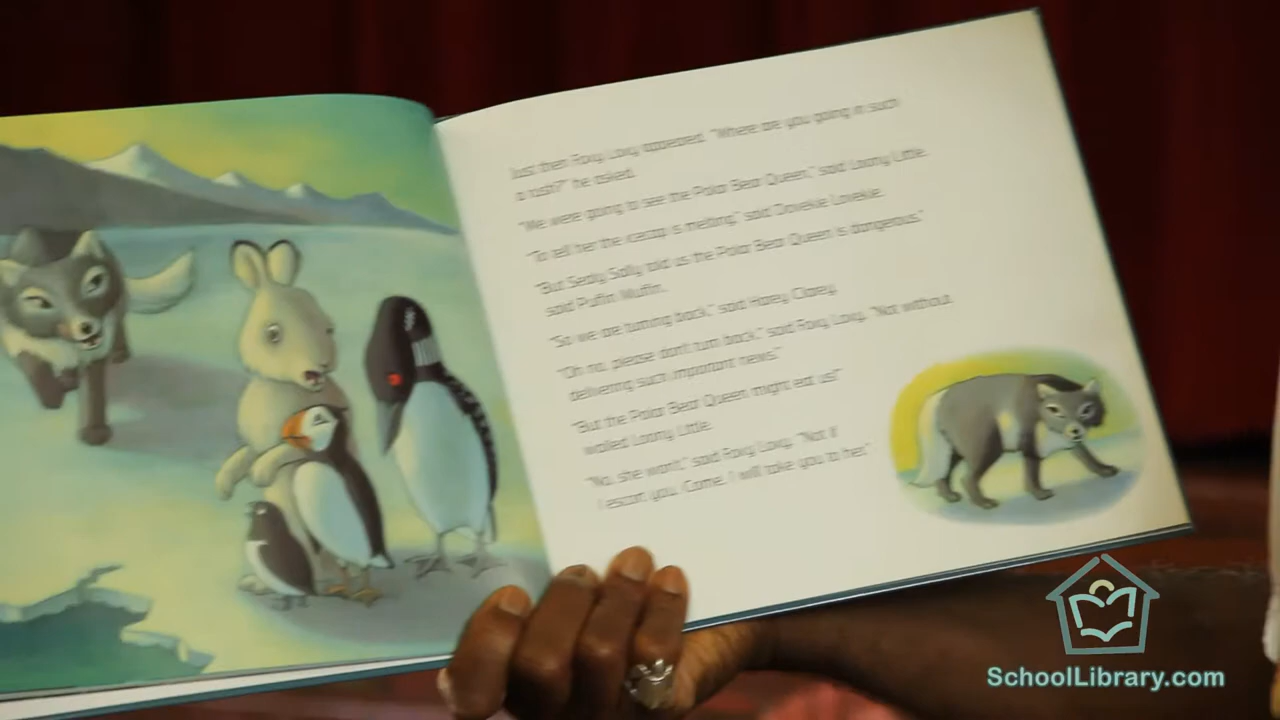 Just then Foxy Loxy appeared. "Where are you going in such
a rush?" he asked.
"We were going to see the Polar Bear Queen," said Loony Little.
"To tell her the icecap is melting," said Dovekie Lovekie.
"But Sealy Sally told us the Polar Bear Queen is dangerous,"
said Puffin Muffin.
"So we are turning back," said Harey Clarey.
"Oh no, please don't turn back," said Foxy Loxy. "Not without
delivering such important news."
"But the Polar Bear Queen might eat us!"
wailed Loony Little.
"No, she won't," said Foxy Loxy. "Not if
I escort you. Come, I will take you to her."
SchoolLibrary.com